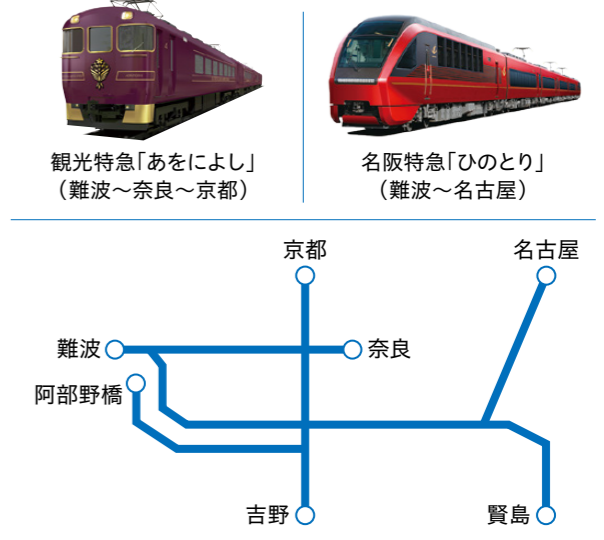 観光特急「あをによし」
（難波～奈良～京都）
名阪特急「ひのとり」
（難波～名古屋）
京都
名古屋
難波
奈良
阿部野橋
吉野
賢島